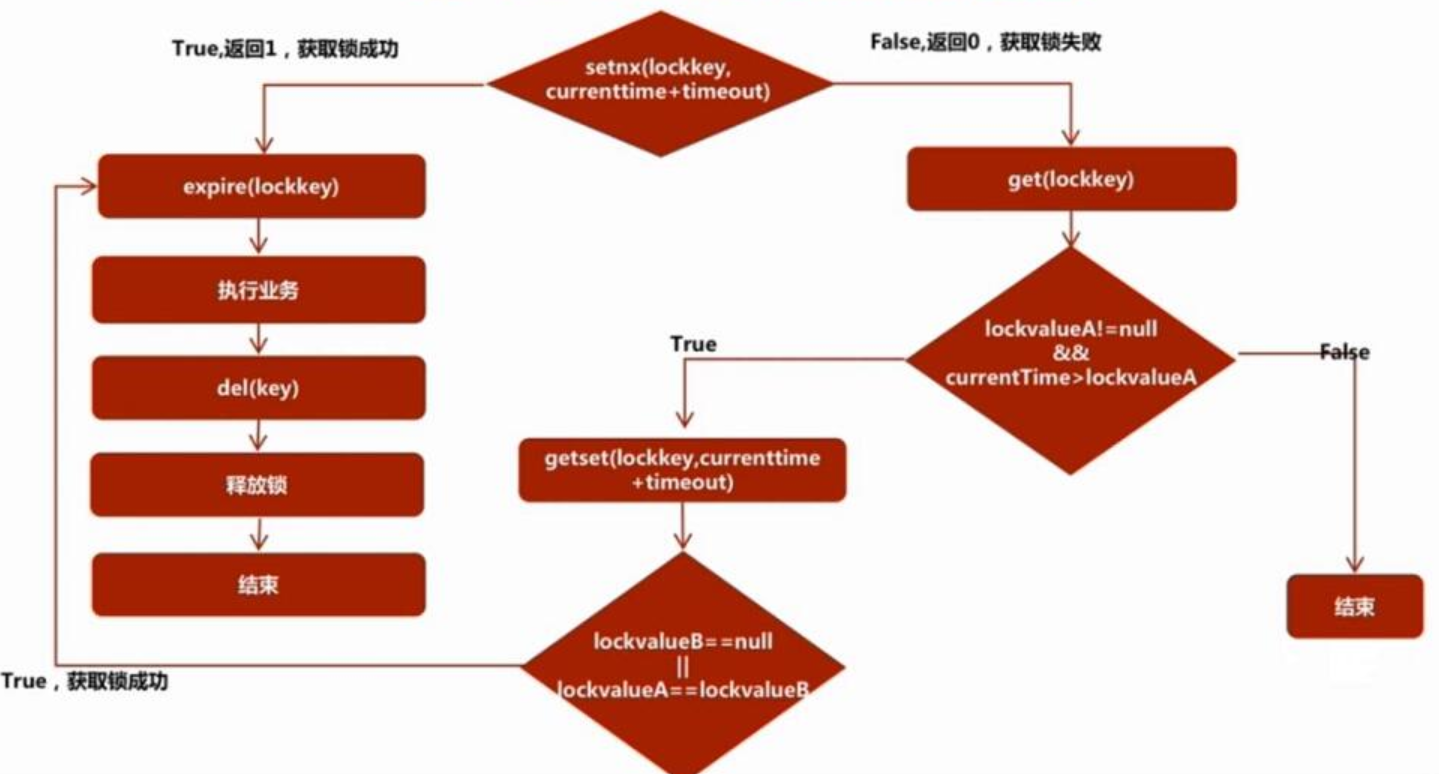 True,返回1，获取锁成功
setnx(lockkey,
currenttime+timeout)
False,返回0，获取锁失败
expire(lockkey)
get(lockkey)
执行业务
lockvalueA!=null
&&
currentTime>lockvalueA
True
False
del(key)
getset(lockkey,currenttime
+timeout)
释放锁
结束
结束
lockvalueB==null
||
lockvalueA==lockvalueB
True，获取锁成功